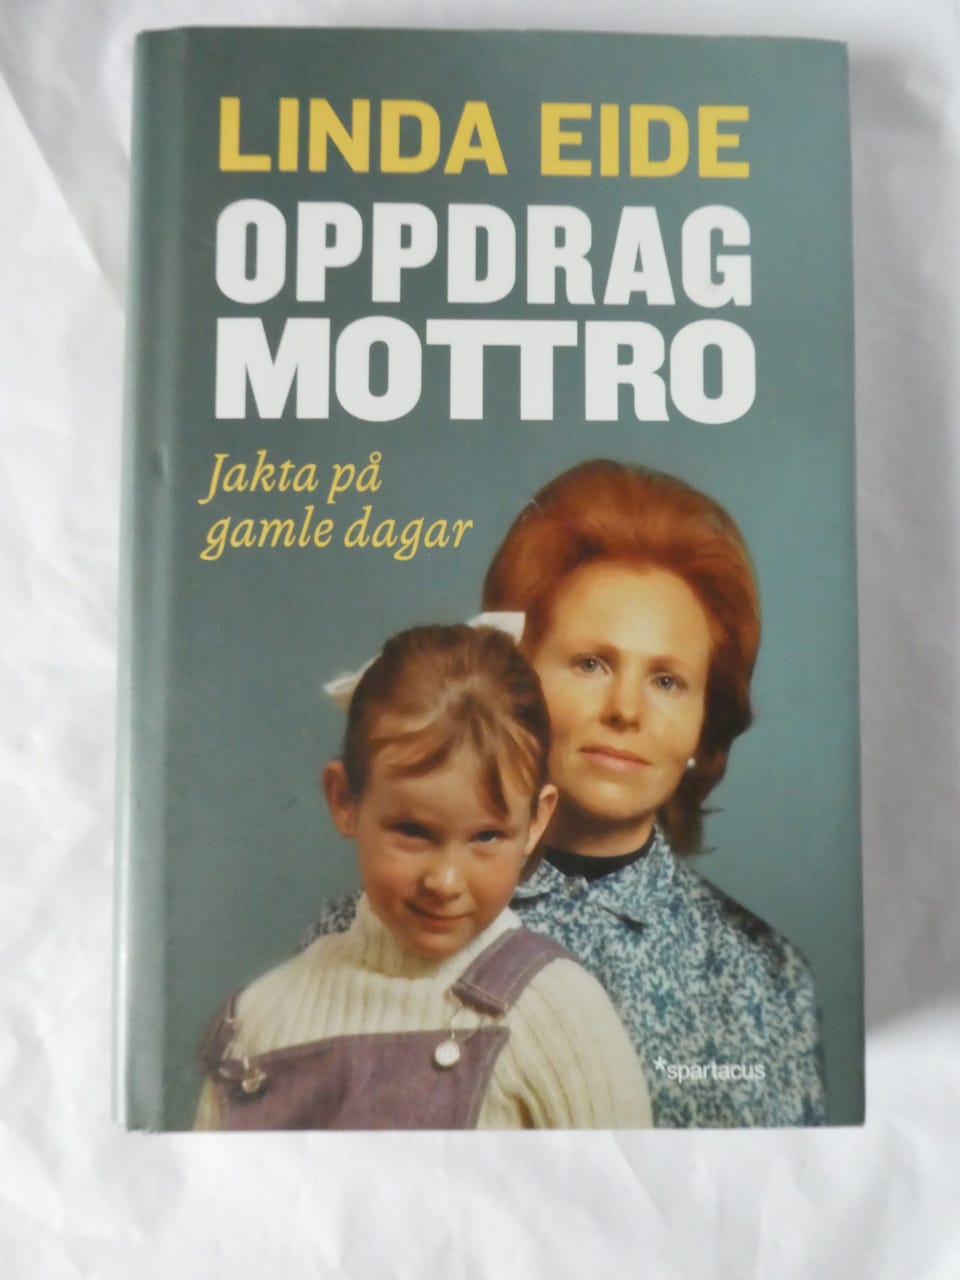 LINDA EIDE
OPPDRAG
MOTTRO
Jakta på
gamle dagar
*spartacus